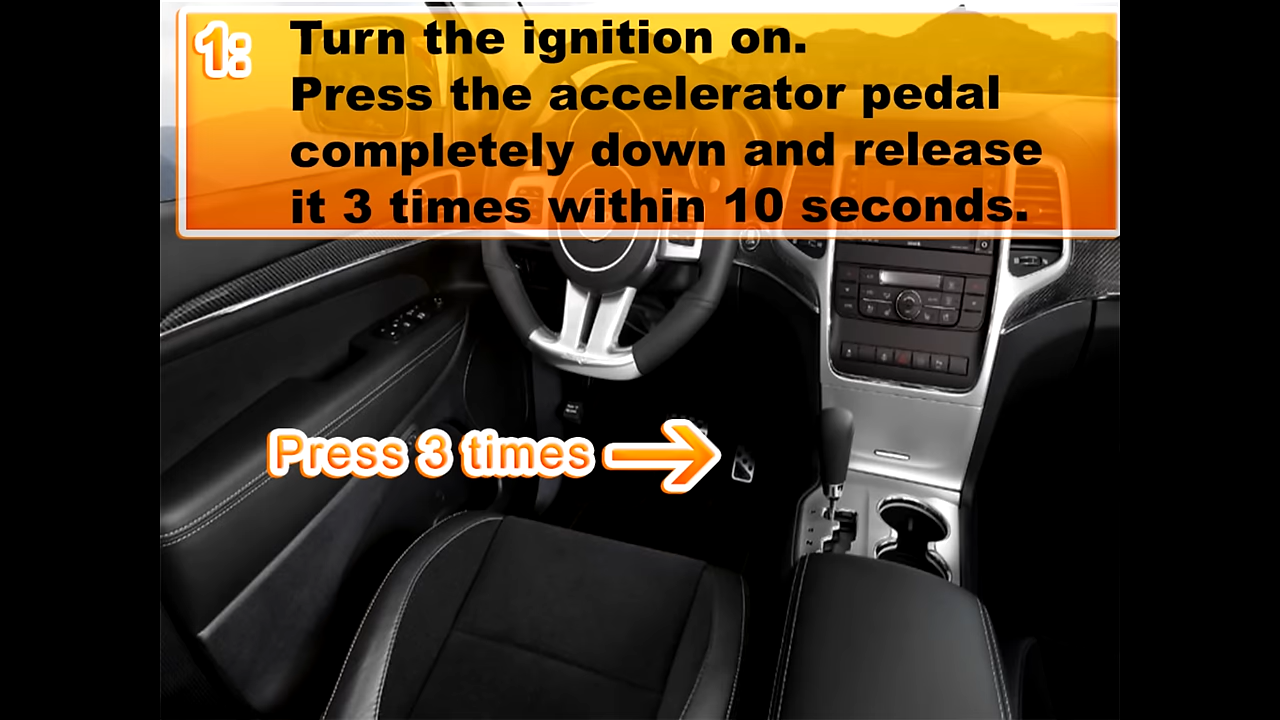 1:
Turn the ignition on.
Press the accelerator pedal
completely down and release
it 3 times within 10 seconds.
Press 3 times